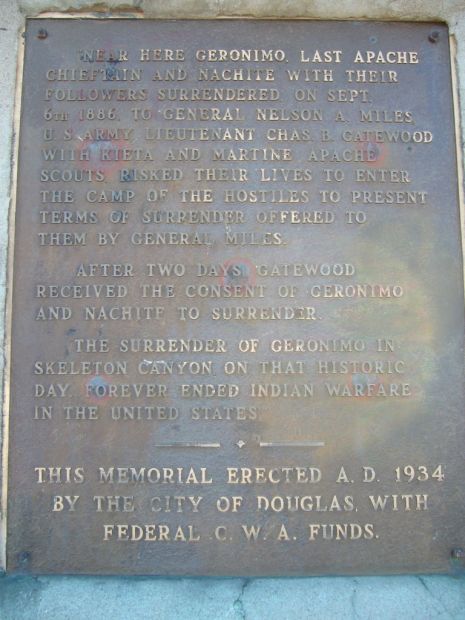 NEAR HERE GERONIMO, LAST APACHE
CHIEFTAIN AND NACHITE WITH THEIR
FOLLOWERS SURRENDERED ON SEPT.
6TH 1886, TO GENERAL NELSON A. MILES
U.S. ARMY. LIEUTENANT CHAS. B. GATEWOOD
WITH KIETA AND MARTINE, APACHE
SCOUTS, RISKED THEIR LIVES TO ENTER
THE CAMP OF THE HOSTILES TO PRESENT
TERMS OF SURRENDER OFFERED TO
THEM BY GENERAL MILES.
AFTER TWO DAYS GATEWOOD
RECEIVED THE CONSENT OF GERONIMO
AND NACHITE TO SURRENDER.
THE SURRENDER OF GERONIMO IN
SKELETON CANYON, ON THAT HISTORIC
DAY, FOREVER ENDED INDIAN WARFARE
IN THE UNITED STATES.
THIS MEMORIAL ERECTED A. D. 1934
BY THE CITY OF DOUGLAS, WITH
FEDERAL C. W. A. FUNDS.